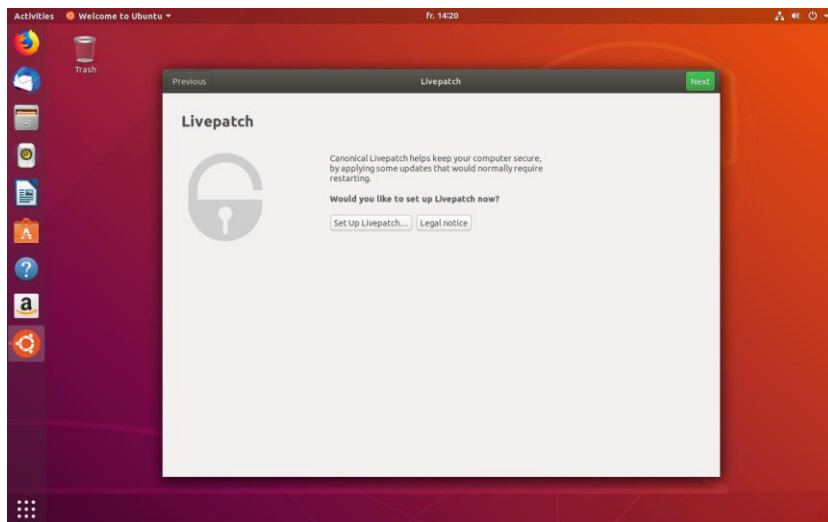 Activities
Welcome to Ubuntu
fr. 14:20
Trash
Previous
Livepatch
Next
Livepatch
Canonical Livepatch helps keep your computer secure,
by applying some updates that would normally require
restarting.
Would you like to set up Livepatch now?
Set Up Livepatch...
Legal notice
A
?
a